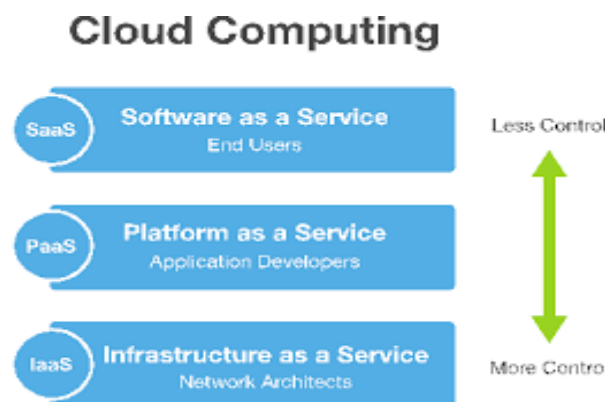 Cloud Computing
SaaS
Software as a Service
End Users
Less Control
PaaS
Platform as a Service
Application Developers
IaaS
Infrastructure as a Service
Network Architects
More Contro